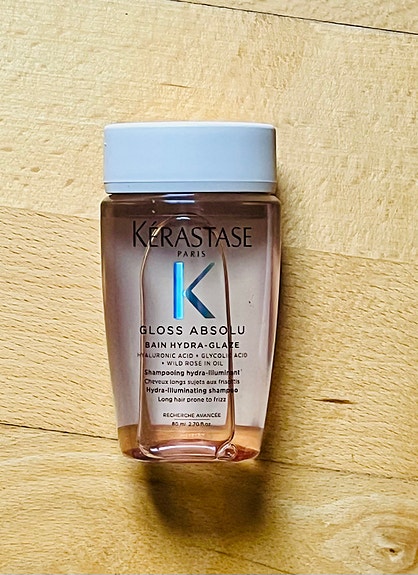 KÉRASTASE
PARIS
K
GLOSS ABSOLU
BAIN HYDRA-GLAZE
HYALURONIC ACID + GLYCOLIC ACID
+ WILD ROSE IN OIL
Shampooing hydra-illuminant
Cheveux longs sujets aux frisottis
Hydra-illuminating shampoo
Long hair prone to frizz
RECHERCHE AVANCÉE
80 ml 2.70 fl.oz.